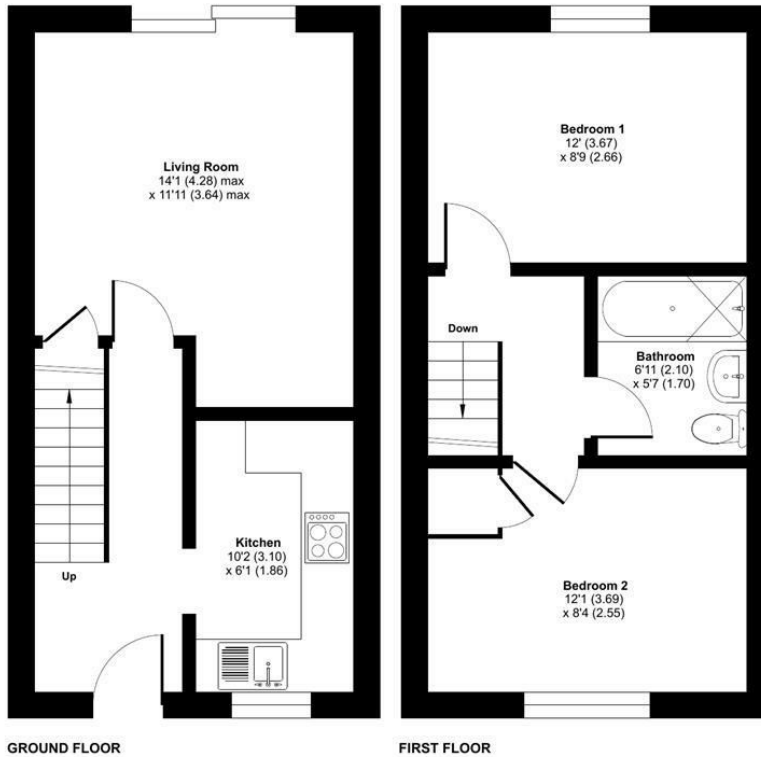 Living Room
14'1 (4.28) max
x 11'11 (3.64) max
Up
Kitchen
10'2 (3.10)
x 6'1 (1.86)
GROUND FLOOR
Bedroom 1
12' (3.67)
x 8'9 (2.66)
Down
Bathroom
6'11 (2.10)
x 5'7 (1.70)
Bedroom 2
12'1 (3.69)
x 8'4 (2.55)
FIRST FLOOR